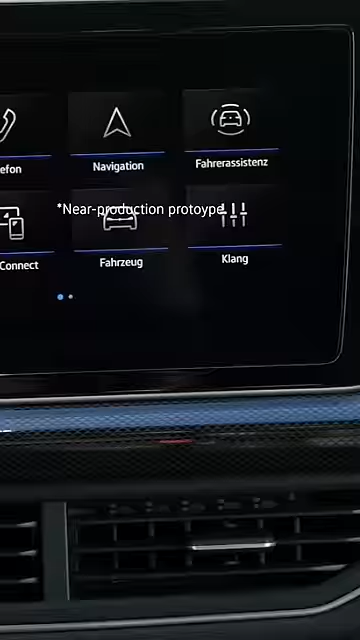 efon
Navigation
Fahrerassistenz
*Near-production protoype
Connect
Fahrzeug
Klang